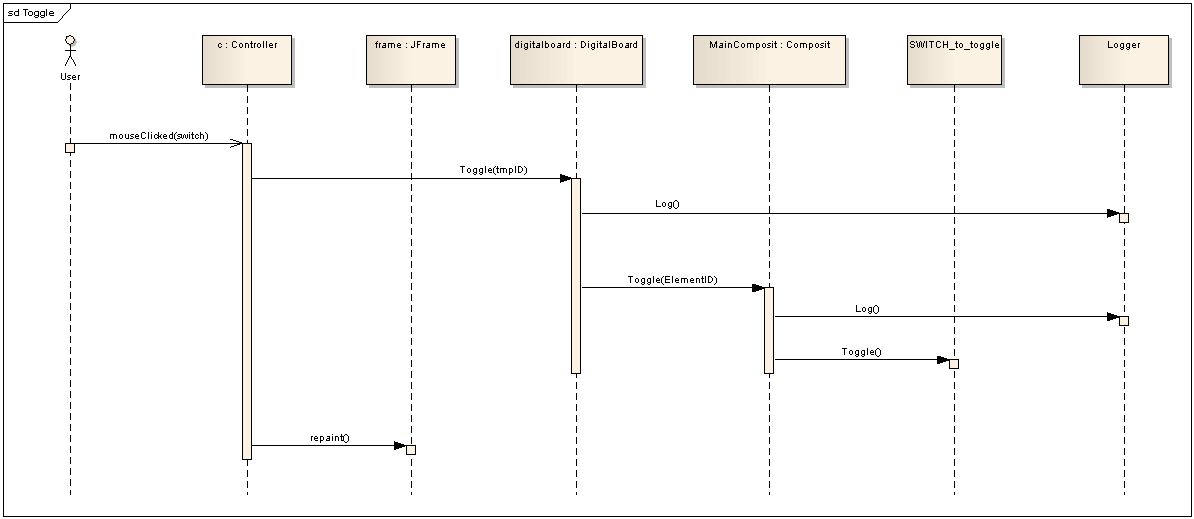 sd Toggle
c : Controller
frame : JFrame
digitalboard : DigitalBoard
MainComposit : Composit
SWITCH_to_toggle
Logger
User
mouseClicked(switch)
Toggle(tmpID)
Log()
Toggle(ElementID)
Log()
Toggle()
repaint()